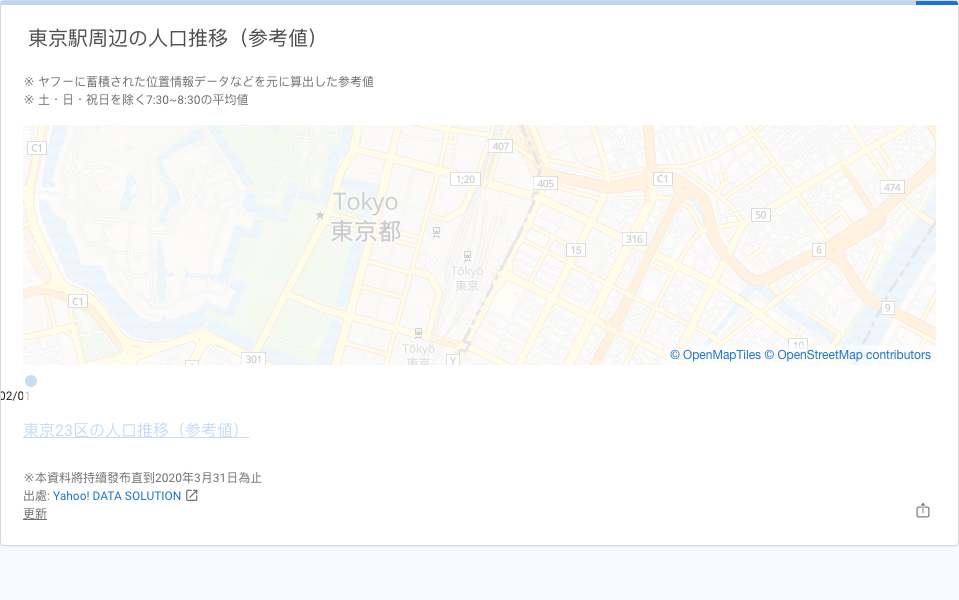 東京駅周辺の人口推移（参考値）
※ ヤフーに蓄積された位置情報データなどを元に算出した参考値
※ 土・日・祝日を除く7:30~8:30の平均値
C1
407
1;20
405
C1
474
Tokyo
東京都
50
316
15
6
Tōkyō
東京
C1
9
10
301
Tōkyō
東京
Y
© OpenMapTiles © OpenStreetMap contributors
02/01
東京23区の人口推移（参考値）
※本資料將持續發布直到2020年3月31日為止
出處: Yahoo! DATA SOLUTION
更新